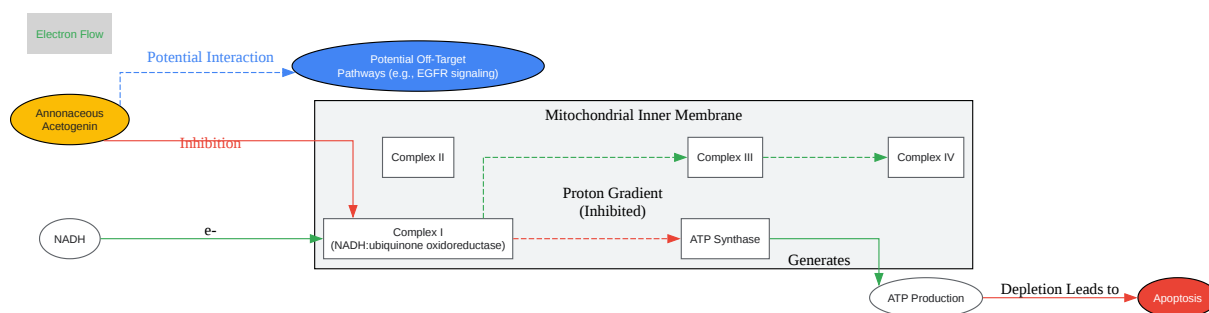 Electron Flow
Potential Interaction
Potential Off-Target
Pathways (e.g., EGFR signaling)
Annonaceous
Acetogenin
Mitochondrial Inner Membrane
Inhibition
Complex II
Complex III
Complex IV
Proton Gradient
(Inhibited)
NADH
e-
Complex I
(NADH:ubiquinone oxidoreductase)
ATP Synthase
Generates
ATP Production
Depletion Leads to
Apoptosis